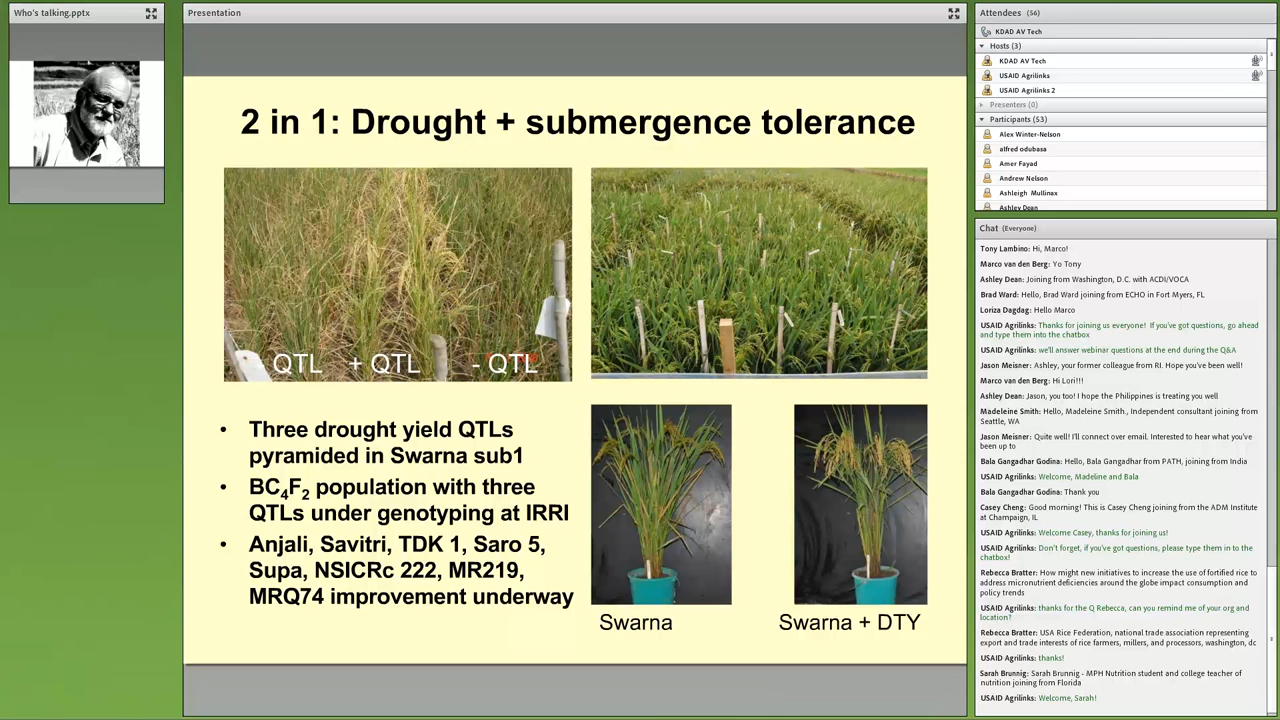 Who's talking.pptx
Presentation
2 in 1: Drought + submergence tolerance
- QTL + QTL - QTL
• Three drought yield QTLs
pyramided in Swarna sub1
• BC4F2 population with three
QTLs under genotyping at IRRI
• Anjali, Savitri, TDK 1, Saro 5,
Supa, NSICRc 222, MR219,
MRQ74 improvement underway
Swarna
Swarna + DTY
Attendees (56)
KDAD AV Tech
Hosts (3)
KDAD AV Tech
USAID Agrilinks
USAID Agrilinks 2
Presenters (0)
Participants (53)
Alex Winter-Nelson
alfred odubasa
Amer Fayad
Andrew Nelson
Ashleigh Mullinax
Ashley Dean
Chat (Everyone)
Tony Lambino: Hi, Marco!
Marco van den Berg: Yo Tony
Ashley Dean: Joining from Washington, D.C. with ACDI/VOCA
Brad Ward: Hello, Brad Ward joining from ECHO in Fort Myers, FL
Loriza Dagdag: Hello Marco
USAID Agrilinks: Thanks for joining us everyone! If you've got questions, go ahead
and type them into the chatbox
USAID Agrilinks: we'll answer webinar questions at the end during the Q&A
Jason Meisner: Ashley, your former colleague from RI. Hope you've been well!
Marco van den Berg: Hi Lori!!!
Ashley Dean: Jason, you too! I hope the Philippines is treating you well
Madeleine Smith: Hello, Madeleine Smith., Independent consultant joining from
Seattle, WA
Jason Meisner: Quite well! I'll connect over email. Interested to hear what you've
been up to
Bala Gangadhar Godina: Hello, Bala Gangadhar from PATH, joining from India
USAID Agrilinks: Welcome, Madeline and Bala
Bala Gangadhar Godina: Thank you
Casey Cheng: Good morning! This is Casey Cheng joining from the ADM Institute
at Champaign, IL
USAID Agrilinks: Welcome Casey, thanks for joining us!
USAID Agrilinks: Don't forget, if you've got questions, please type them in to the
chatbox!
Rebecca Bratter: How might new initiatives to increase the use of fortified rice to
address micronutrient deficiencies around the globe impact consumption and
policy trends
USAID Agrilinks: thanks for the Q Rebecca, can you remind me of your org and
location?
Rebecca Bratter: USA Rice Federation, national trade association representing
export and trade interests of rice farmers, millers, and processors, washington, dc
USAID Agrilinks: thanks!
Sarah Brunnig: Sarah Brunnig - MPH Nutrition student and college teacher of
nutrition joining from Florida
USAID Agrilinks: Welcome, Sarah!